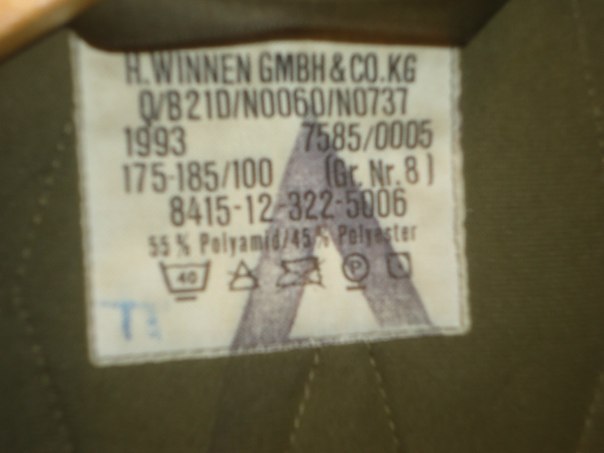 H.WINNEN GMBH & CO.KG
Q/B21D/N0060/N0737
1993 7585/0005
175-185/100 (Gr. Nr. 8)
8415-12-322-5006
55% Polyamid/45% Polyester
40 P